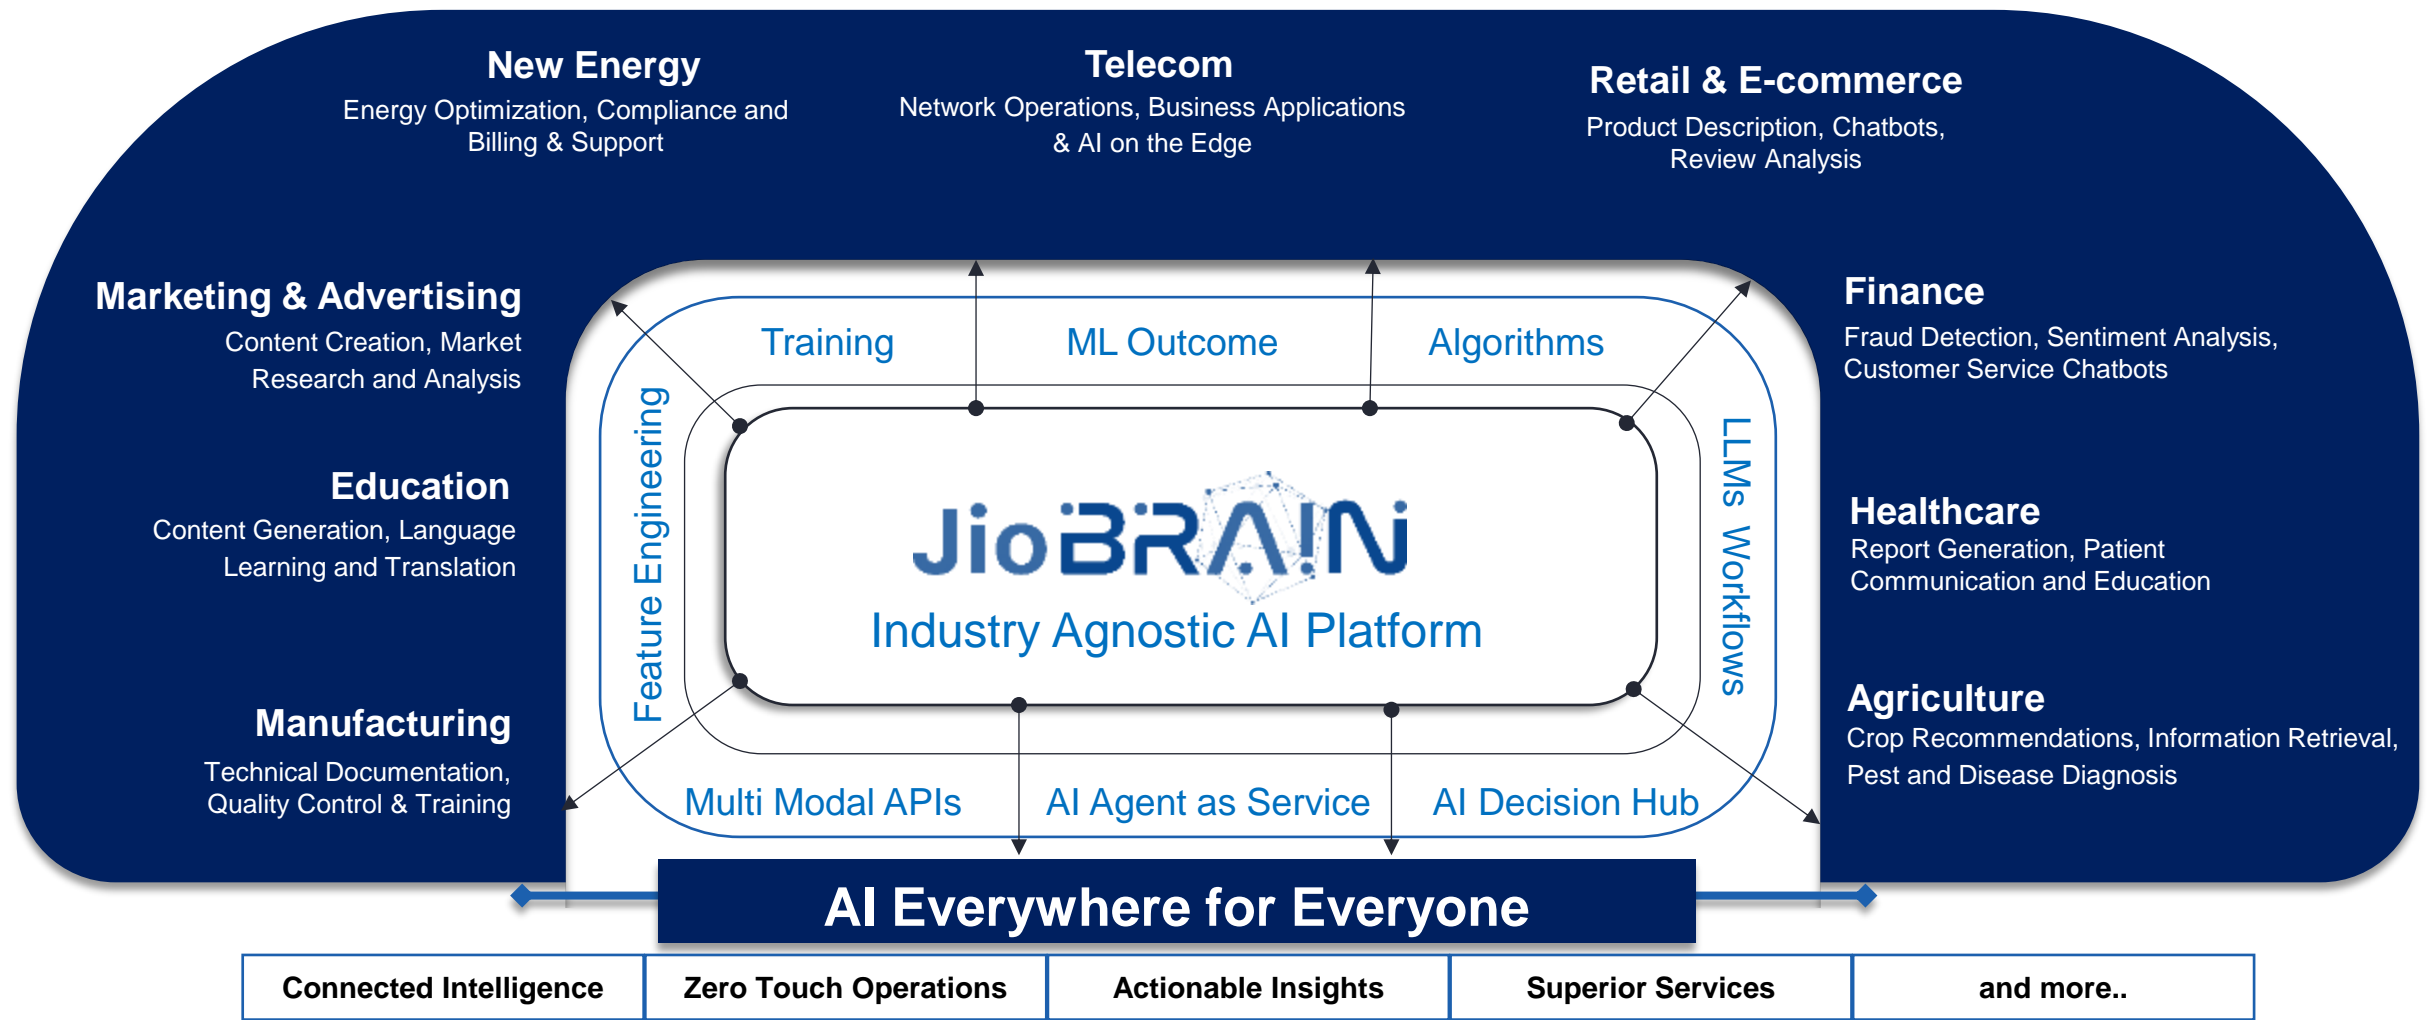 New Energy
Energy Optimization, Compliance and
Billing & Support
Telecom
Network Operations, Business Applications
& AI on the Edge
Retail & E-commerce
Product Description, Chatbots,
Review Analysis
Marketing & Advertising
Content Creation, Market
Research and Analysis
Education
Content Generation, Language
Learning and Translation
Manufacturing
Technical Documentation,
Quality Control & Training
Finance
Fraud Detection, Sentiment Analysis,
Customer Service Chatbots
Healthcare
Report Generation, Patient
Communication and Education
Agriculture
Crop Recommendations, Information Retrieval,
Pest and Disease Diagnosis
Training
ML Outcome
Algorithms
Feature Engineering
LLMs Workflows
JioBRAIN
Industry Agnostic AI Platform
Multi Modal APIs
AI Agent as Service
AI Decision Hub
AI Everywhere for Everyone
Connected Intelligence
Zero Touch Operations
Actionable Insights
Superior Services
and more..